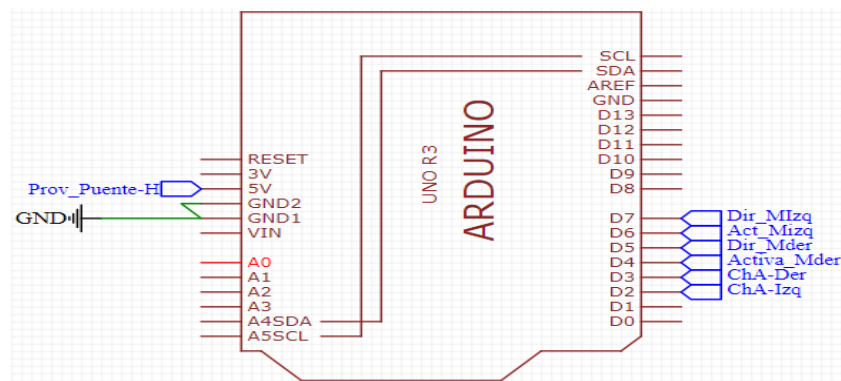 SCL
SDA
AREF
GND
D13
D12
D11
D10
D9
D8
RESET
3V
5V
GND2
GND1
VIN
A0
A1
A2
A3
A4SDA
A5SCL
Prov_Puente-H
GND
UNO R3
ARDUINO
D7 Dir_MIzq
D6 Act_Mizq
D5 Dir_Mder
D4 Activa_Mder
D3 ChA-Der
D2 ChA-Izq
D1
D0